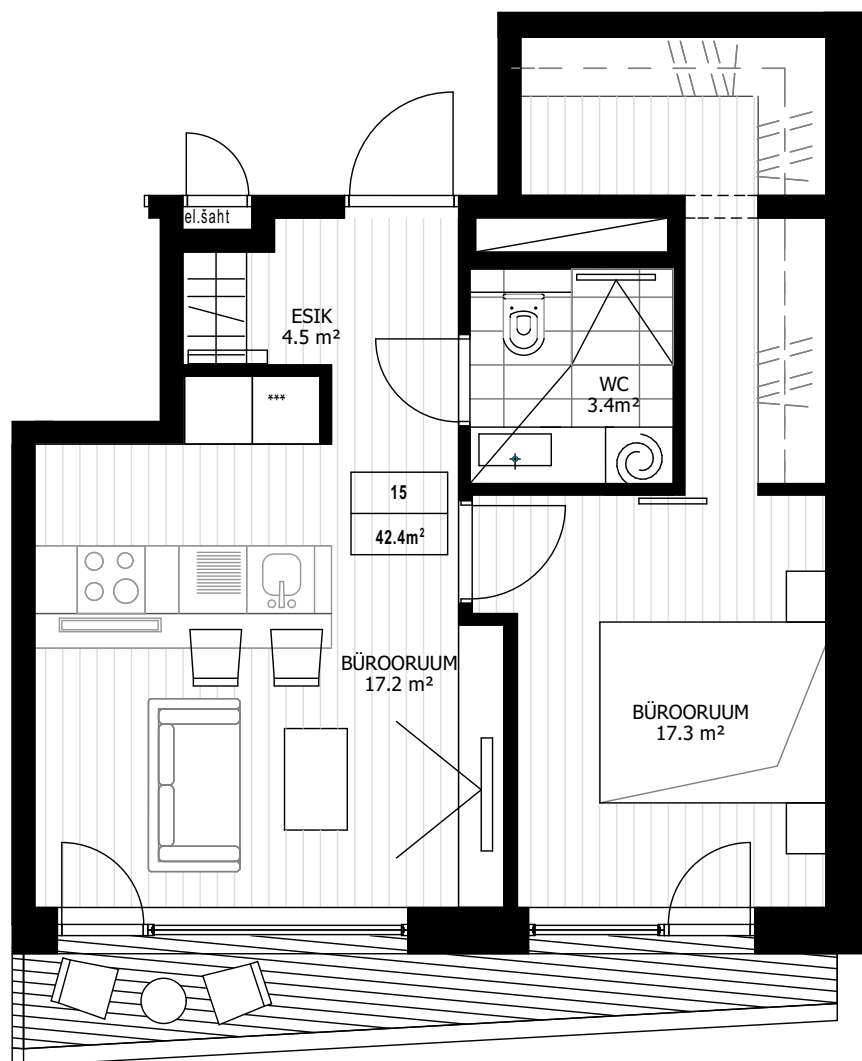 el.šaht
ESIK
4.5 m²
***
WC
3.4m²
15
42.4m²
BÜROORUUM
17.2 m²
BÜROORUUM
17.3 m²